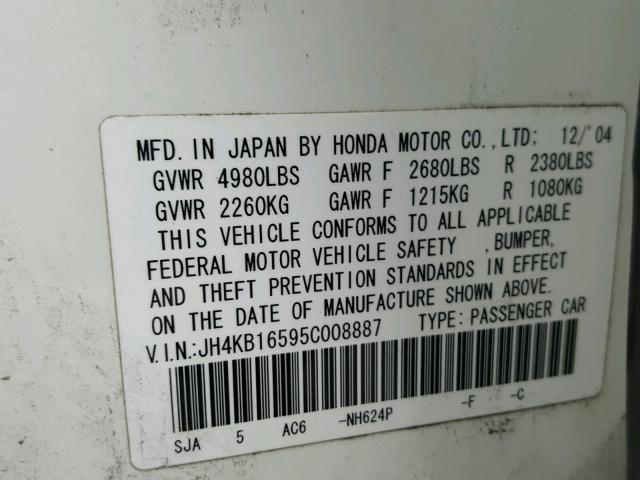 MFD. IN JAPAN BY HONDA MOTOR CO.,LTD; 12/'04
GVWR 4980LBS GAWR F 2680LBS R 2380LBS
GVWR 2260KG GAWR F 1215KG R 1080KG
THIS VEHICLE CONFORMS TO ALL APPLICABLE
FEDERAL MOTOR VEHICLE SAFETY ,BUMPER,
AND THEFT PREVENTION STANDARDS IN EFFECT
ON THE DATE OF MANUFACTURE SHOWN ABOVE.
V.I.N.:JH4KB16595C008887 TYPE:PASSENGER CAR
SJA 5 AC6 -NH624P -F -C